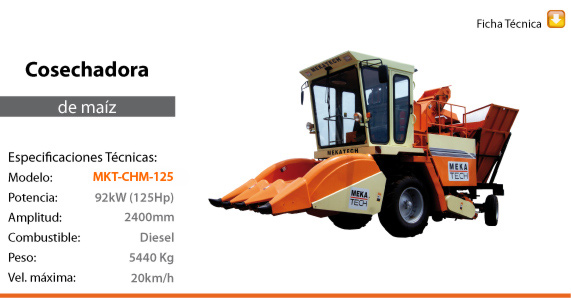 Ficha Técnica
Cosechadora
de maíz
Especificaciones Técnicas:
Modelo: MKT-CHM-125
Potencia: 92kW (125Hp)
Amplitud: 2400mm
Combustible: Diesel
Peso: 5440 Kg
Vel. máxima: 20km/h
MEKATECH
MEKATECH
MEKA
TECH
MEKA
TECH